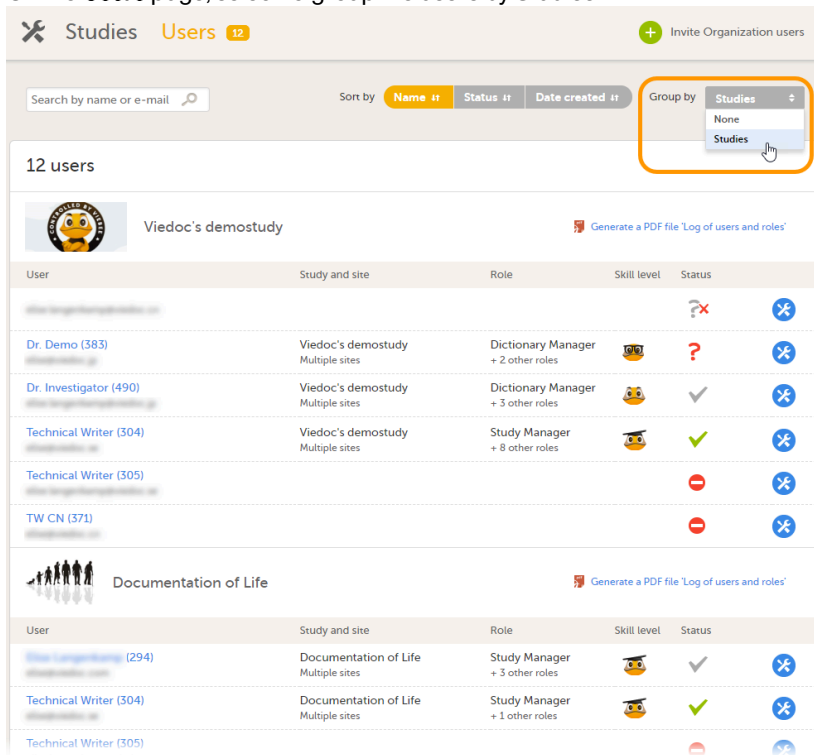 Studies Users 12 Invite Organization users
Search by name or e-mail Sort by Name Status Date created Group by Studies
None
Studies
12 users
CONTROLLED BY VIEDOC
Viedoc's demostudy Generate a PDF file 'Log of users and roles'
User Study and site Role Skill level Status
Dr. Demo (383) Viedoc's demostudy Dictionary Manager
Multiple sites + 2 other roles
Dr. Investigator (490) Viedoc's demostudy Dictionary Manager
Multiple sites + 3 other roles
Technical Writer (304) Viedoc's demostudy Study Manager
Multiple sites + 8 other roles
Technical Writer (305)
TW CN (371)
Documentation of Life Generate a PDF file 'Log of users and roles'
User Study and site Role Skill level Status
(294) Documentation of Life Study Manager
Multiple sites + 3 other roles
Technical Writer (304) Documentation of Life Study Manager
Multiple sites + 1 other roles
Technical Writer (305)